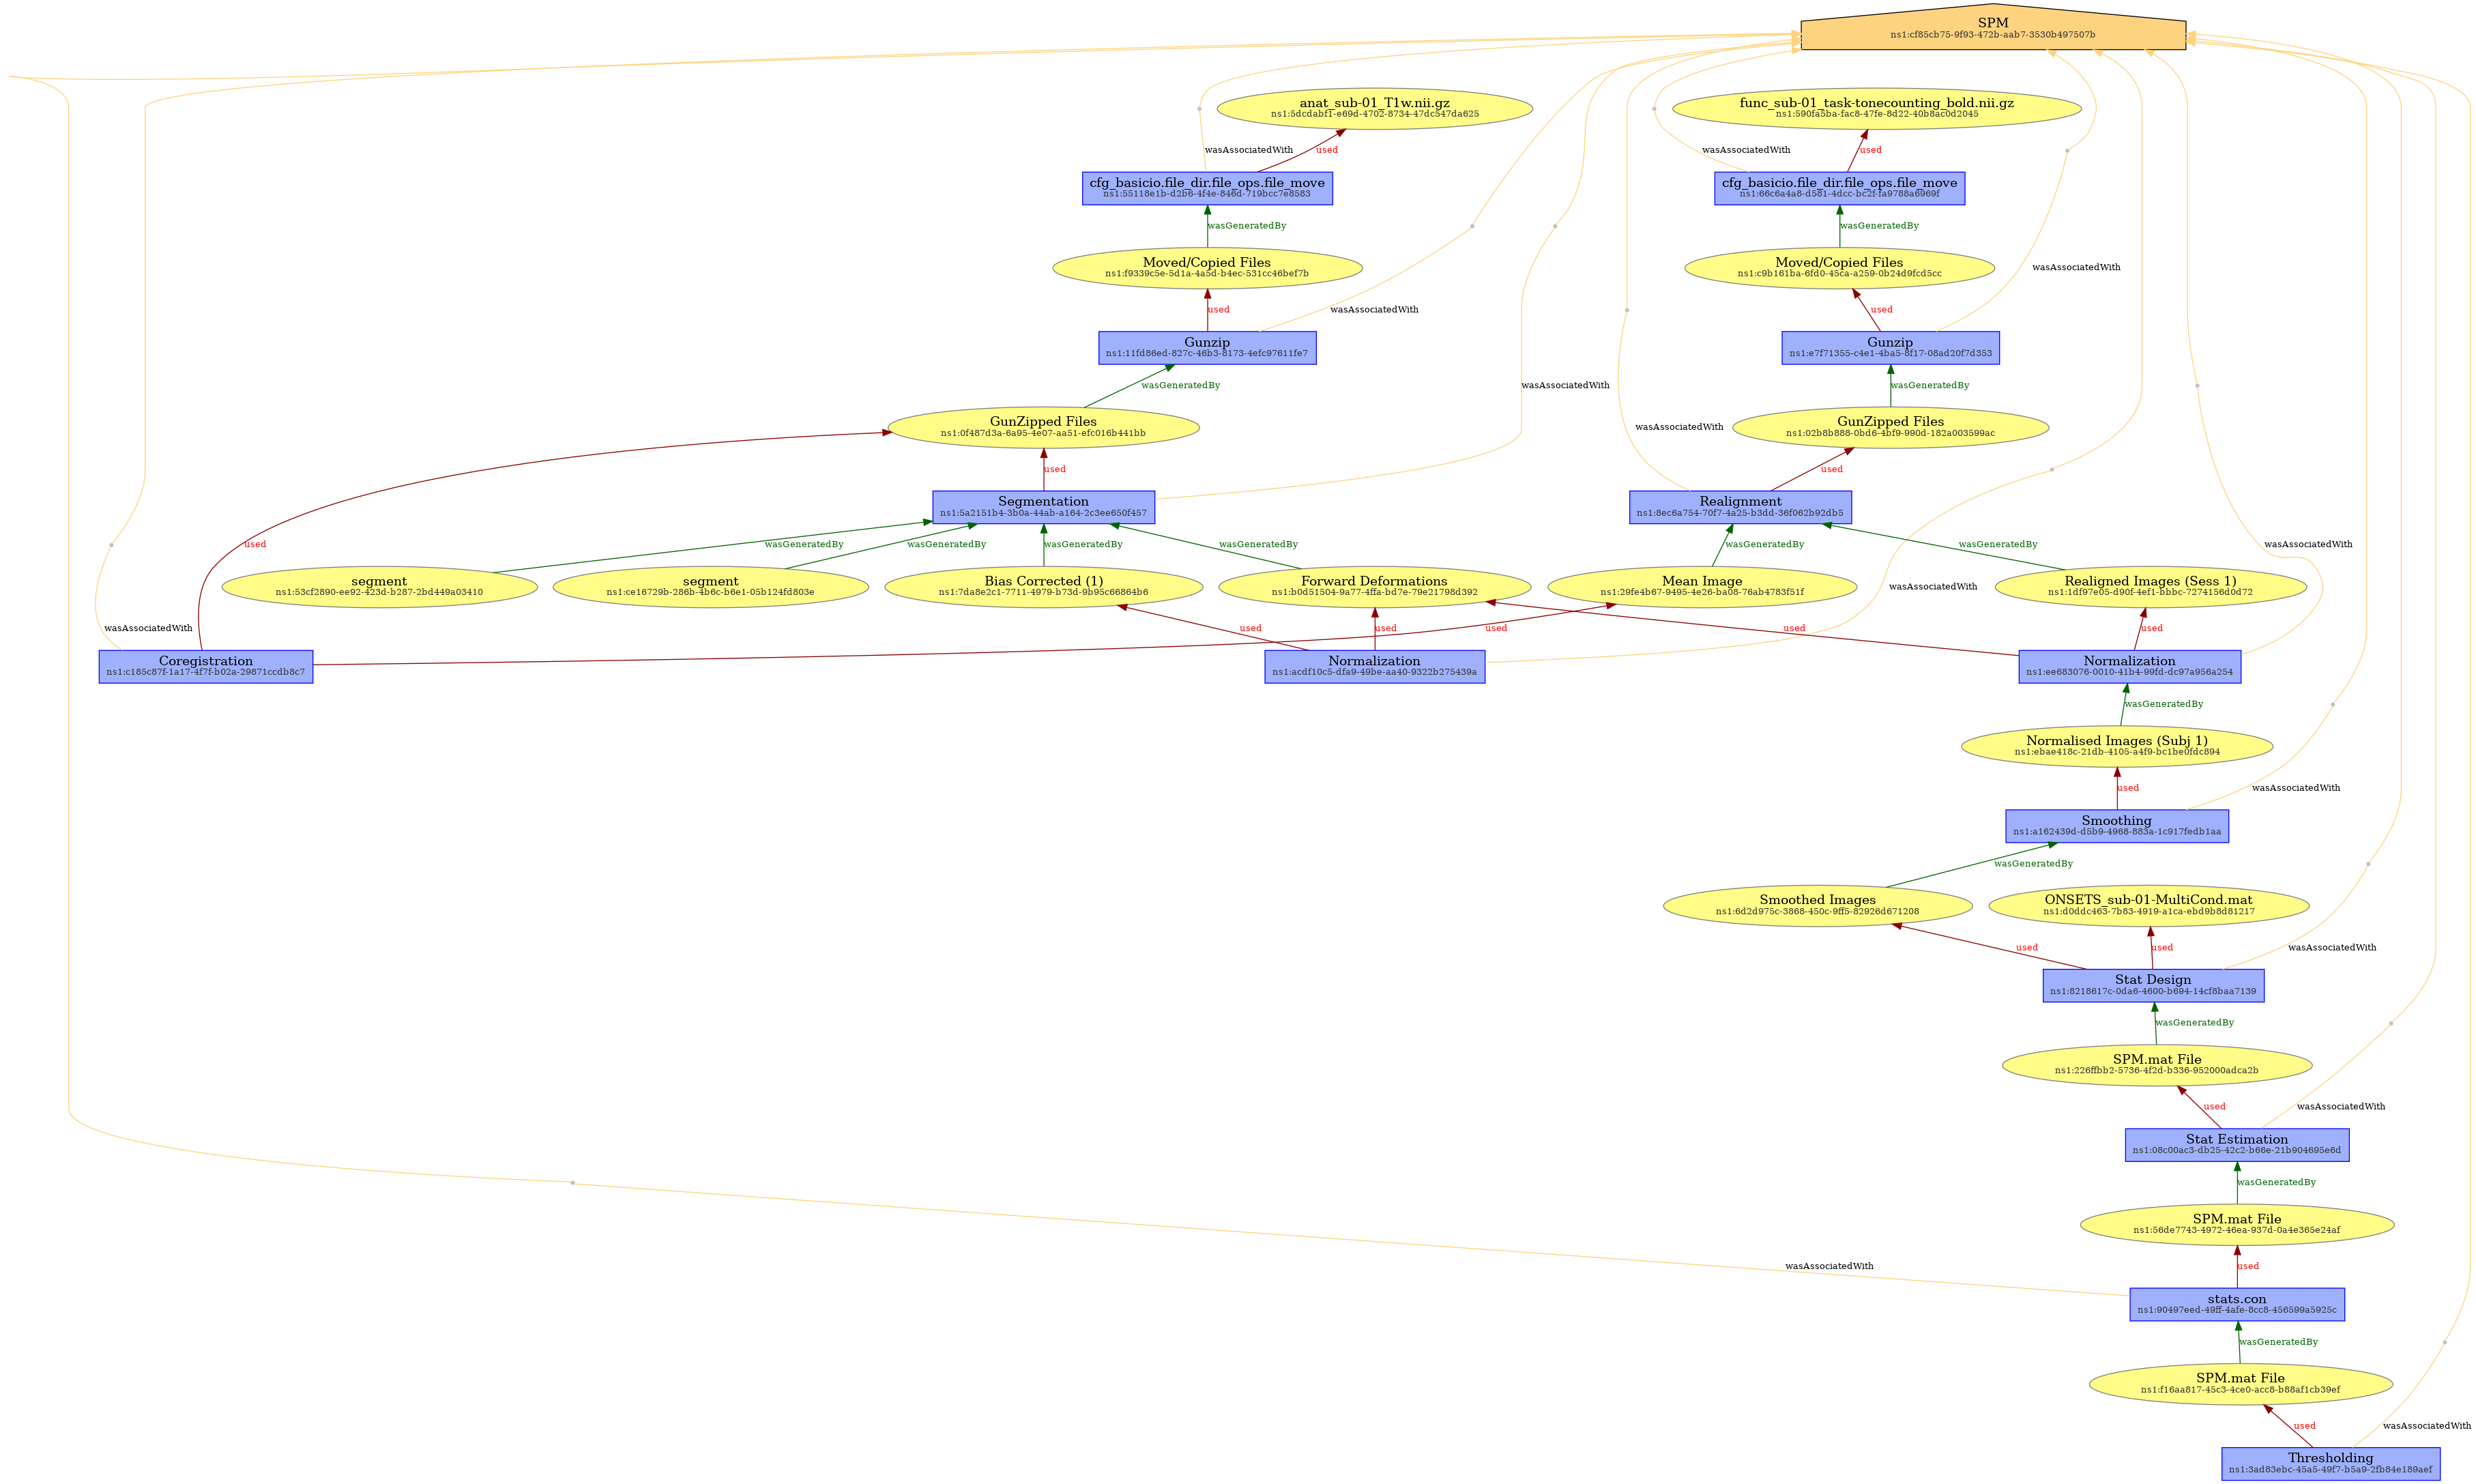 SPM
ns1:cf85cb75-9f93-472b-aab7-3530b497507b
anat_sub-01_T1w.nii.gz
ns1:5dcdabf1-e69d-4702-8734-47dc547da625
func_sub-01_task-tonecounting_bold.nii.gz
ns1:590fa5ba-fac8-47fe-8d22-40b8ac0d2045
wasAssociatedWith
used
wasAssociatedWith
used
cfg_basicio.file_dir.file_ops.file_move
ns1:55118e1b-d2b6-4f4e-846d-719bcc7e8583
cfg_basicio.file_dir.file_ops.file_move
ns1:66c6a4a8-d581-4dcc-bc2f-fa9788a6969f
wasGeneratedBy
wasGeneratedBy
Moved/Copied Files
ns1:f9339c5e-5d1a-4a5d-b4ec-531cc46bef7b
Moved/Copied Files
ns1:c9b161ba-6fd0-45ca-a259-0b24d9fcd5cc
wasAssociatedWith
used
wasAssociatedWith
used
Gunzip
ns1:11fd86ed-827c-46b3-8173-4efc97611fe7
Gunzip
ns1:e7f71355-c4e1-4ba5-8f17-08ad20f7d353
wasGeneratedBy
wasAssociatedWith
wasGeneratedBy
GunZipped Files
ns1:0f487d3a-6a95-4e07-aa51-efc016b441bb
wasAssociatedWith
GunZipped Files
ns1:02b8b888-0bd6-4bf9-990d-182a003599ac
used
used
Segmentation
ns1:5a2151b4-3b0a-44ab-a164-2c3ee650f457
Realignment
ns1:8ec6a754-70f7-4a25-b3dd-36f062b92db5
used
wasGeneratedBy
wasGeneratedBy
wasGeneratedBy
wasGeneratedBy
wasGeneratedBy
wasGeneratedBy
wasAssociatedWith
segment
ns1:53cf2890-ee92-423d-b287-2bd449a03410
segment
ns1:ce16729b-286b-4b6c-b6e1-05b124fd803e
Bias Corrected (1)
ns1:7da8e2c1-7711-4979-b73d-9b95c66864b6
Forward Deformations
ns1:b0d51504-9a77-4ffa-bd7e-79e21798d392
Mean Image
ns1:29fe4b67-9495-4e26-ba08-76ab4783f51f
wasAssociatedWith
Realigned Images (Sess 1)
ns1:1df97e05-d90f-4ef1-bbbc-7274156d0d72
wasAssociatedWith
used
used
used
used
used
Coregistration
ns1:c185c87f-1a17-4f7f-b02a-29871ccdb8c7
Normalization
ns1:acdf10c5-dfa9-49be-aa40-9322b275439a
Normalization
ns1:ee683076-0010-41b4-99fd-dc97a956a254
wasGeneratedBy
Normalised Images (Subj 1)
ns1:ebae418c-21db-4105-a4f9-bc1be0fdc894
used
wasAssociatedWith
Smoothing
ns1:a162439d-d5b9-4968-883a-1c917fedb1aa
wasGeneratedBy
Smoothed Images
ns1:6d2d975c-3868-450c-9ff5-82926d671208
ONSETS_sub-01-MultiCond.mat
ns1:d0ddc463-7b83-4919-a1ca-ebd9b8d81217
used
used
wasAssociatedWith
Stat Design
ns1:8218617c-0da6-4600-b694-14cf8baa7139
wasGeneratedBy
SPM.mat File
ns1:226ffbb2-5736-4f2d-b336-952000adca2b
used
wasAssociatedWith
Stat Estimation
ns1:08c00ac3-db25-42c2-b66e-21b904695e6d
wasGeneratedBy
SPM.mat File
ns1:56de7743-4972-46ea-937d-0a4e365e24af
wasAssociatedWith
used
stats.con
ns1:90497eed-49ff-4afe-8cc8-456599a5925c
wasGeneratedBy
SPM.mat File
ns1:f16aa817-45c3-4ce0-acc8-b88af1cb39ef
used
wasAssociatedWith
Thresholding
ns1:3ad83ebc-45a5-49f7-b5a9-2fb84e189aef